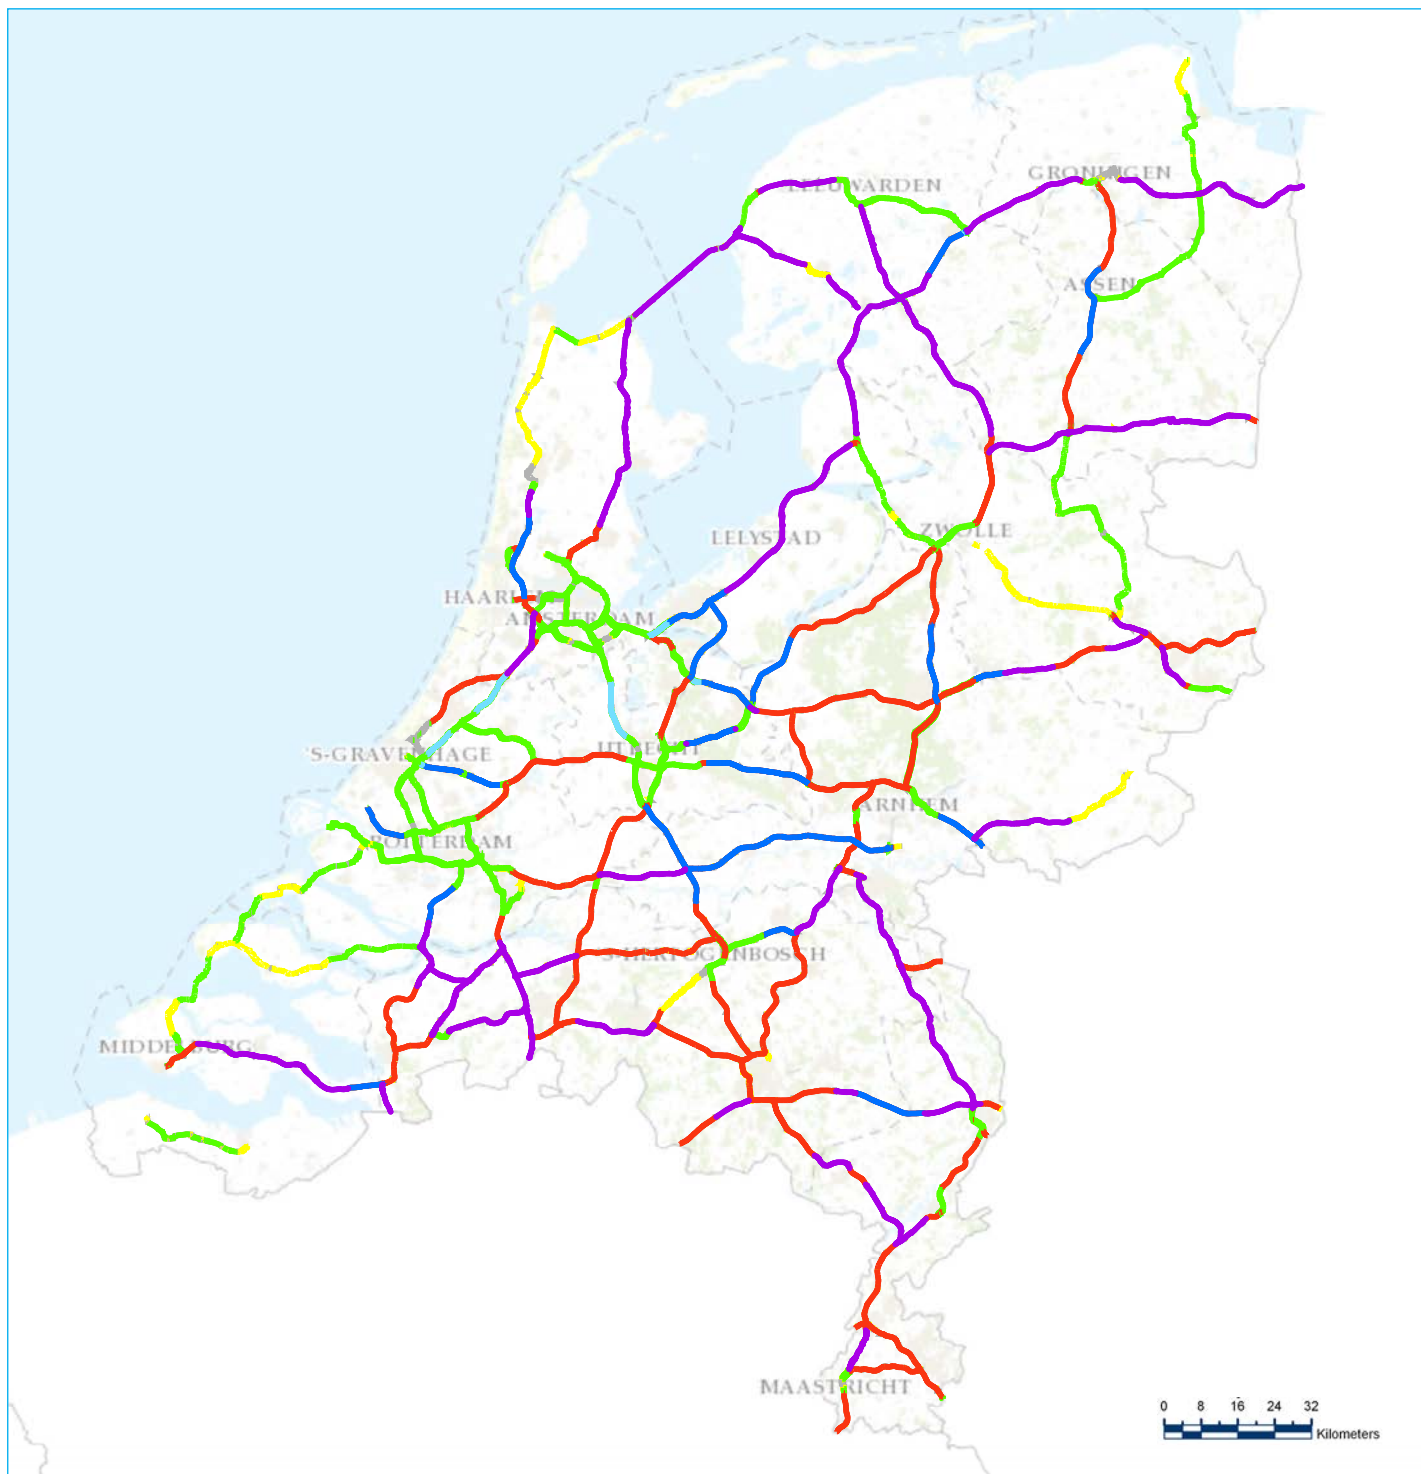 GRONINGEN
LEEUWARDEN
ASSEN
ZWOLLE
LELYSTAD
HAARLEM
AMSTERDAM
UTRECHT
'S-GRAVENHAGE
ARNHEM
ROTTERDAM
'S-HERTOGENBOSCH
MIDDELBURG
MAASTRICHT
0 8 16 24 32
Kilometers